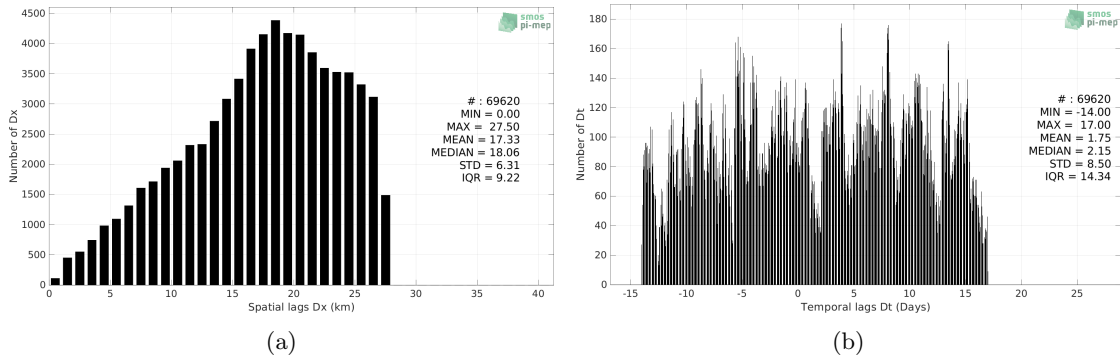 4500
4000
3500
3000
2500
2000
1500
1000
500
0
Number of Dx
0 5 10 15 20 25 30 35 40
Spatial lags Dx (km)
smos
pi-mep
# : 69620
MIN = 0.00
MAX = 27.50
MEAN = 17.33
MEDIAN = 18.06
STD = 6.31
IQR = 9.22
(a)
180
160
140
120
100
80
60
40
20
0
Number of Dt
-15 -10 -5 0 5 10 15 20 25
Temporal lags Dt (Days)
smos
pi-mep
# : 69620
MIN = -14.00
MAX = 17.00
MEAN = 1.75
MEDIAN = 2.15
STD = 8.50
IQR = 14.34
(b)